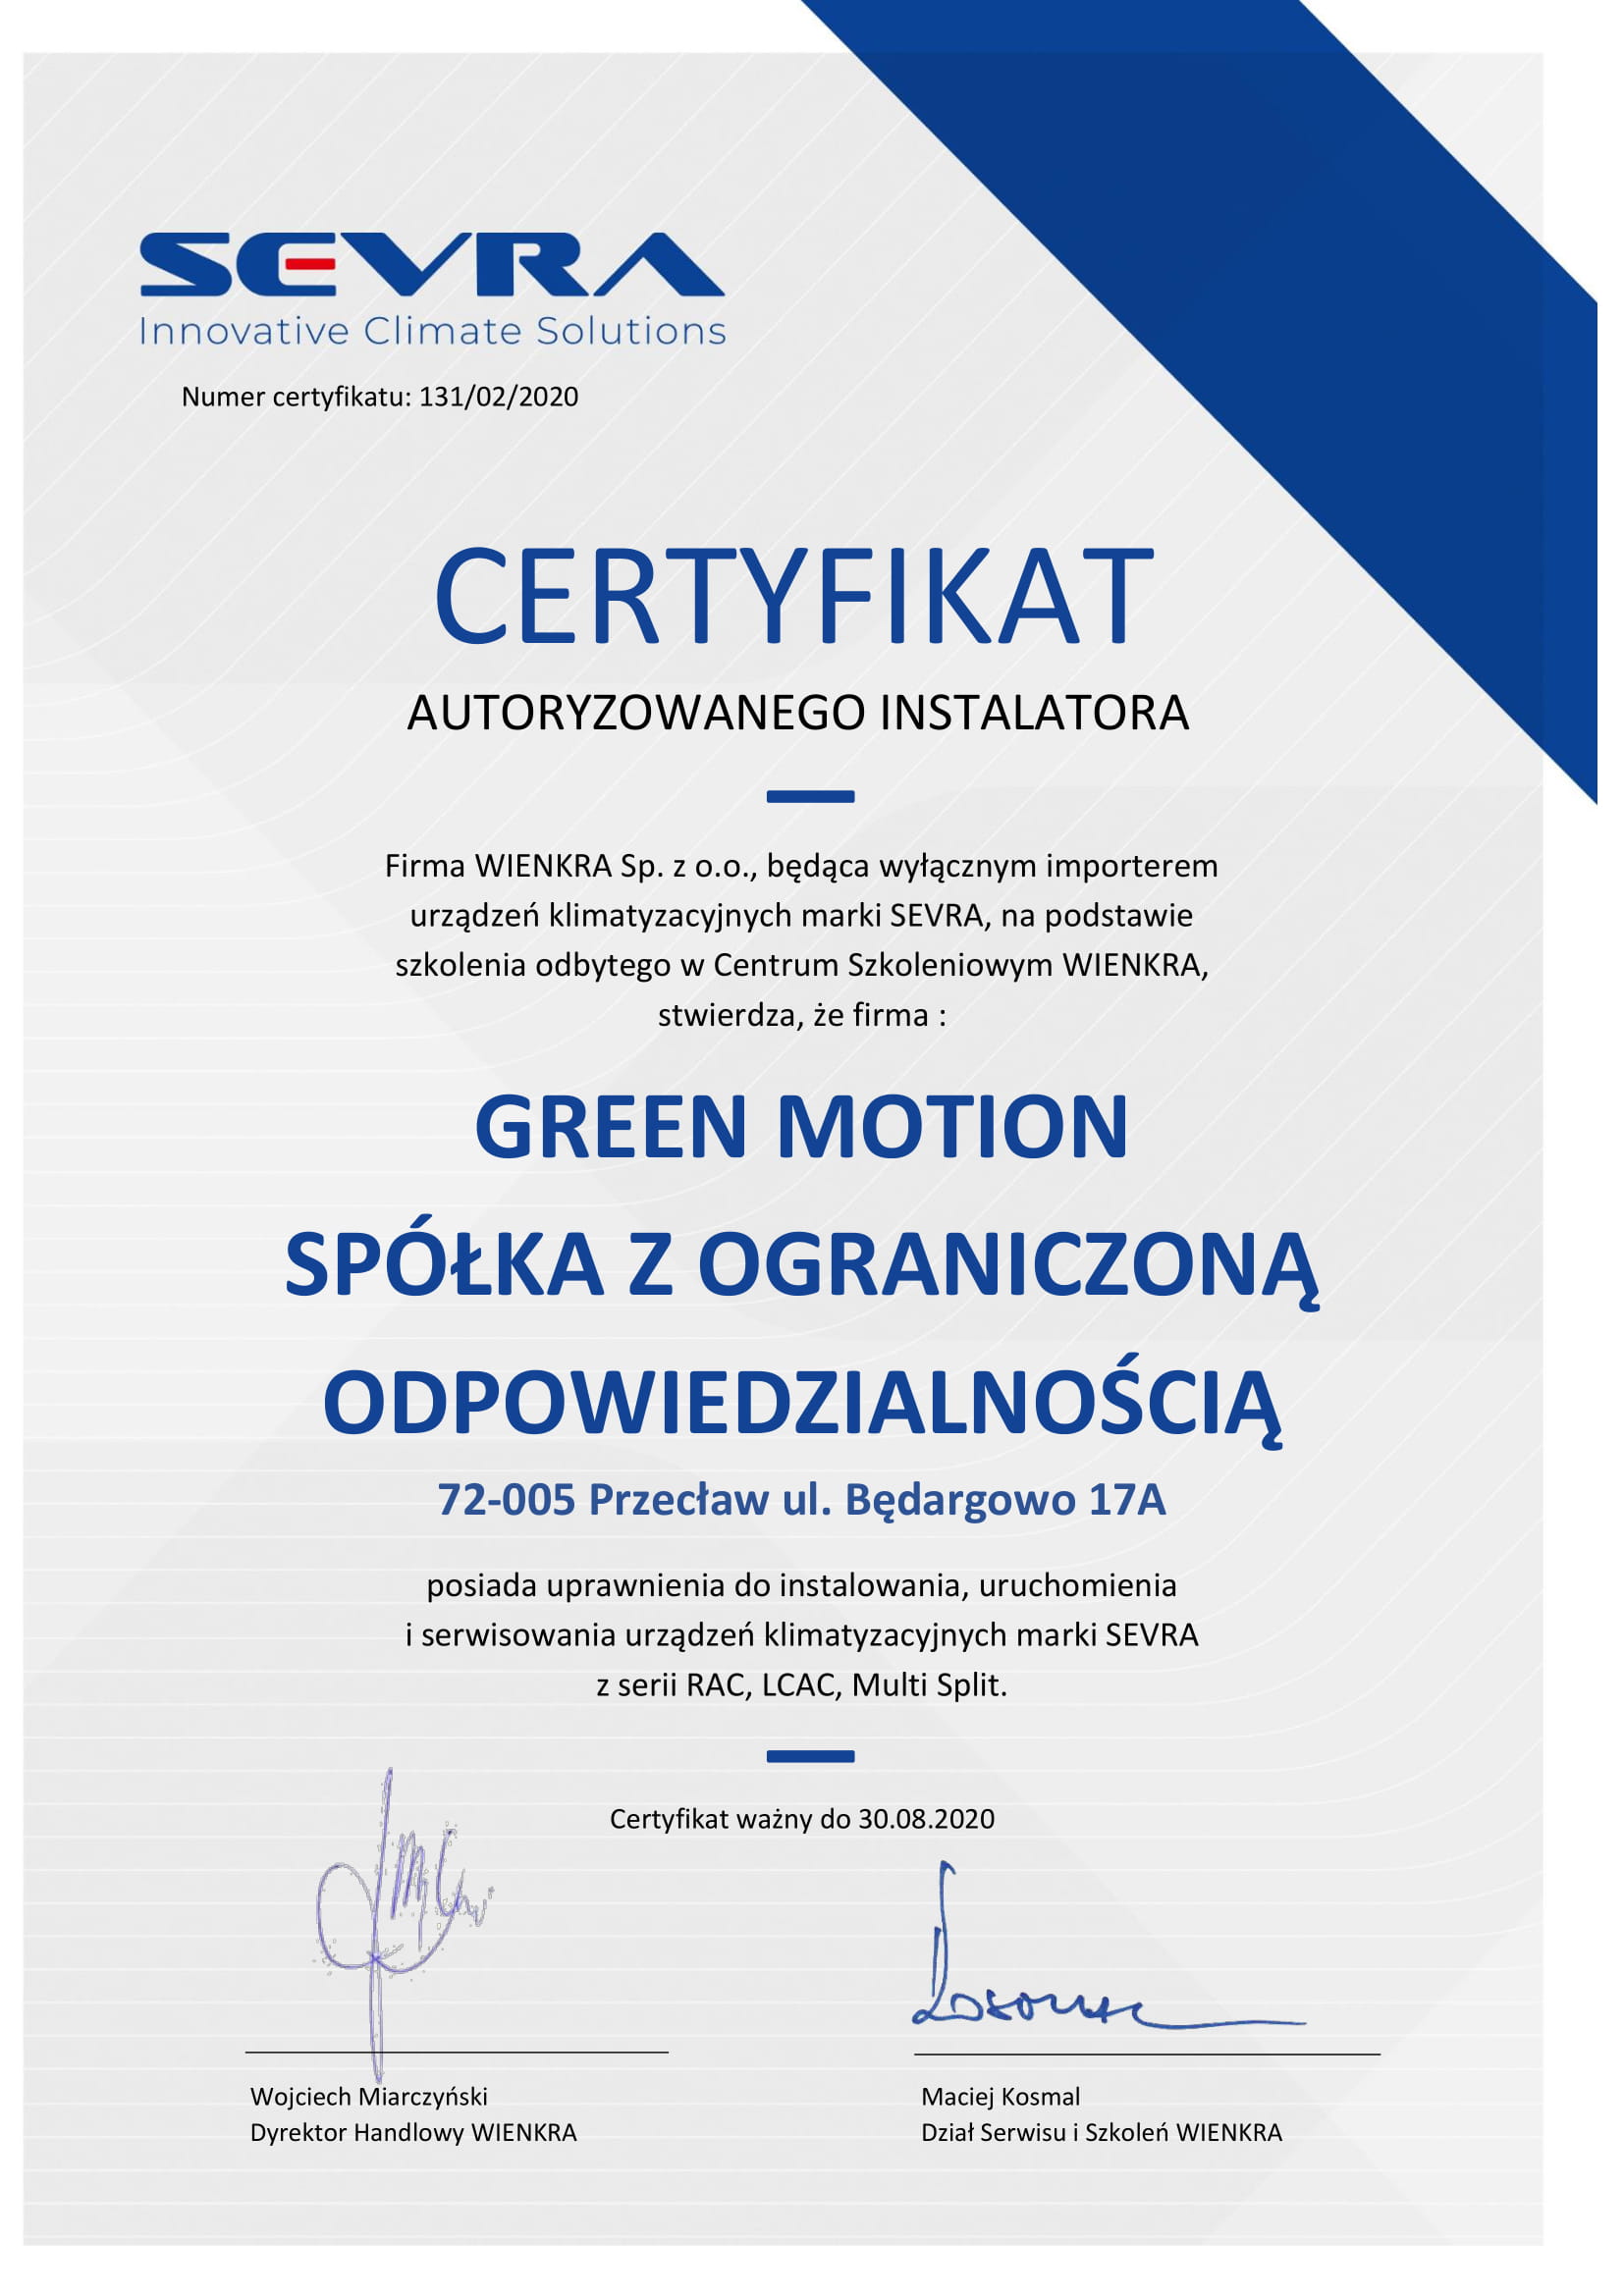 SEVRA
Innovative Climate Solutions
Numer certyfikatu: 131/02/2020
CERTYFIKAT
AUTORYZOWANEGO INSTALATORA
Firma WIENKRA Sp. z o.o., będąca wyłącznym importerem
urządzeń klimatyzacyjnych marki SEVRA, na podstawie
szkolenia odbytego w Centrum Szkoleniowym WIENKRA,
stwierdza, że firma :
GREEN MOTION
SPÓŁKA Z OGRANICZONĄ
ODPOWIEDZIALNOŚCIĄ
72-005 Przecław ul. Będargowo 17A
posiada uprawnienia do instalowania, uruchomienia
i serwisowania urządzeń klimatyzacyjnych marki SEVRA
z serii RAC, LCAC, Multi Split.
Certyfikat ważny do 30.08.2020
Wojciech Miarczyński
Dyrektor Handlowy WIENKRA
Maciej Kosmal
Dział Serwisu i Szkoleń WIENKRA